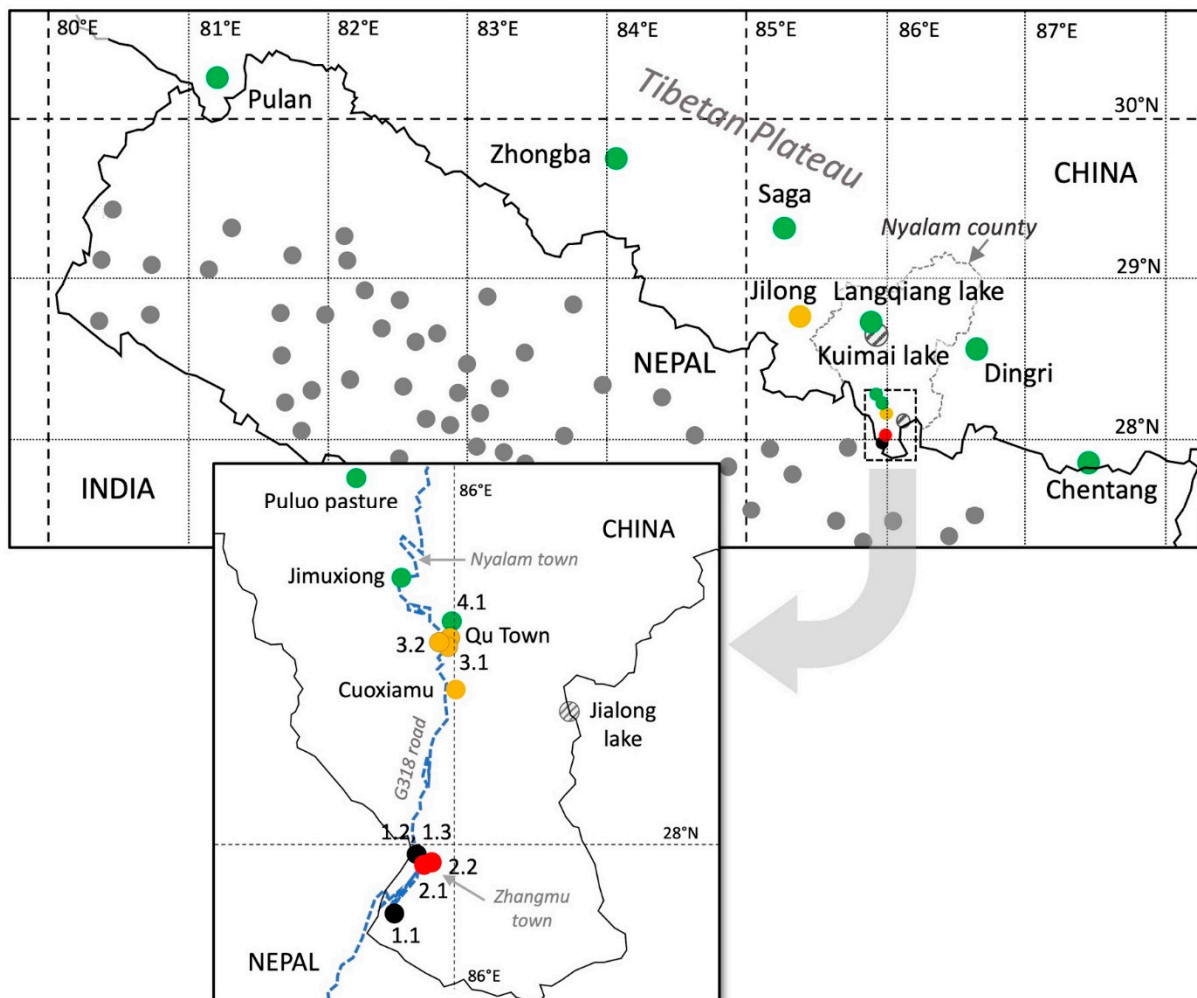 80°E 81°E 82°E 83°E 84°E 85°E 86°E 87°E
Pulan
30°N
Tibetan Plateau
Zhongba
CHINA
Saga
Nyalam county
29°N
Jilong
Langqiang lake
NEPAL
Kuimai lake
Dingri
28°N
INDIA
Chentang
Puluo pasture
86°E
CHINA
Nyalam town
Jimuxiong
4.1
Qu Town
3.2
3.1
Cuoxiamu
Jialong
lake
G318 road
1.2 1.3
28°N
2.2
2.1
Zhangmu
town
1.1
NEPAL
86°E